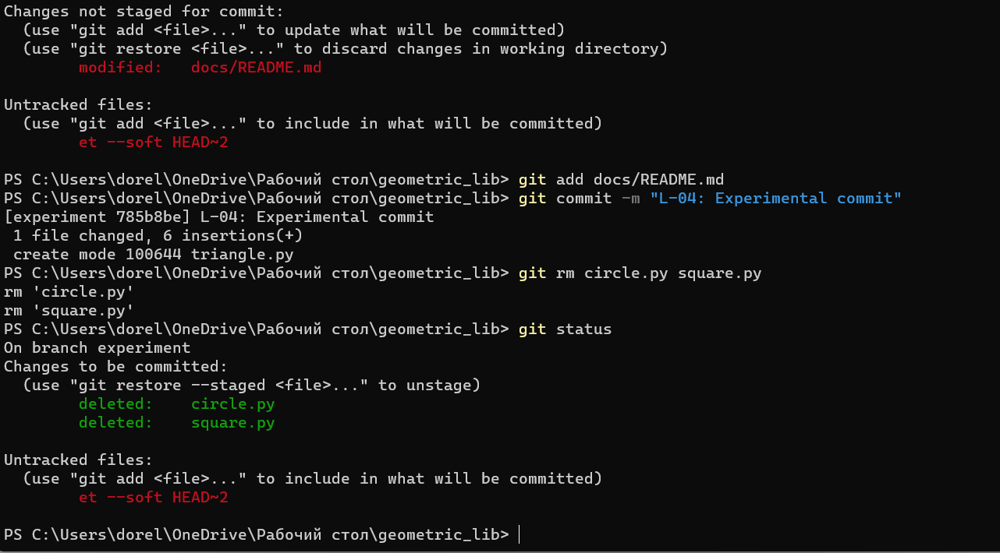 Changes not staged for commit:
  (use "git add <file>..." to update what will be committed)
  (use "git restore <file>..." to discard changes in working directory)
        modified:   docs/README.md

Untracked files:
  (use "git add <file>..." to include in what will be committed)
        et --soft HEAD~2

PS C:\Users\dorel\OneDrive\Рабочий стол\geometric_lib> git add docs/README.md
PS C:\Users\dorel\OneDrive\Рабочий стол\geometric_lib> git commit -m "L-04: Experimental commit"
[experiment 785b8be] L-04: Experimental commit
 1 file changed, 6 insertions(+)
 create mode 100644 triangle.py
PS C:\Users\dorel\OneDrive\Рабочий стол\geometric_lib> git rm circle.py square.py
rm 'circle.py'
rm 'square.py'
PS C:\Users\dorel\OneDrive\Рабочий стол\geometric_lib> git status
On branch experiment
Changes to be committed:
  (use "git restore --staged <file>..." to unstage)
        deleted:    circle.py
        deleted:    square.py

Untracked files:
  (use "git add <file>..." to include in what will be committed)
        et --soft HEAD~2

PS C:\Users\dorel\OneDrive\Рабочий стол\geometric_lib>